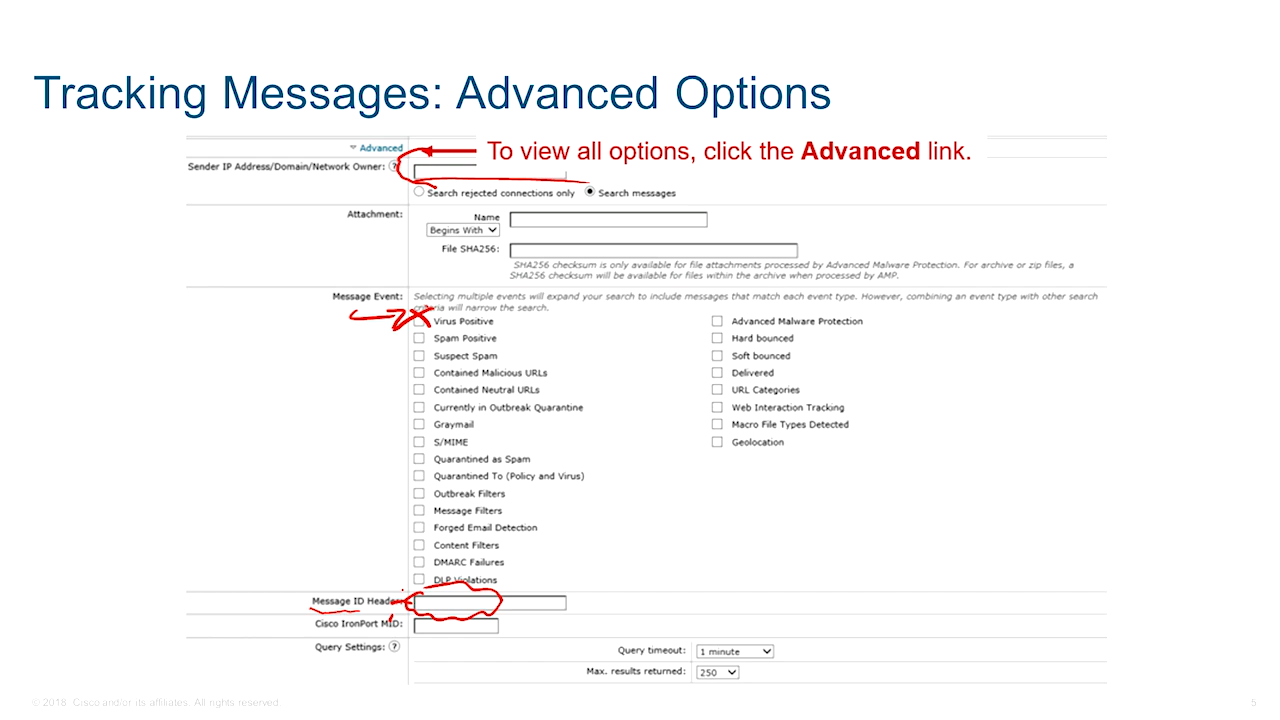 Tracking Messages: Advanced Options
Advanced
To view all options, click the Advanced link.
Sender IP Address/Domain/Network Owner: ?
Search rejected connections only Search messages
Attachment: Name
Begins With
File SHA256:
SHA256 checksum is only available for file attachments processed by Advanced Malware Protection. For archive or zip files, a
SHA256 checksum will be available for files within the archive when processed by AMP.
Message Event: Selecting multiple events will expand your search to include messages that match each event type. However, combining an event type with other search
criteria will narrow the search.
Virus Positive Advanced Malware Protection
Spam Positive Hard bounced
Suspect Spam Soft bounced
Contained Malicious URLs Delivered
Contained Neutral URLs URL Categories
Currently in Outbreak Quarantine Web Interaction Tracking
Graymail Macro File Types Detected
S/MIME Geolocation
Quarantined as Spam
Quarantined To (Policy and Virus)
Outbreak Filters
Message Filters
Forged Email Detection
Content Filters
DMARC Failures
DLP Violations
Message ID Header:
Cisco IronPort MID:
Query Settings: ? Query timeout: 1 minute
Max. results returned: 250
© 2018 Cisco and/or its affiliates. All rights reserved 5